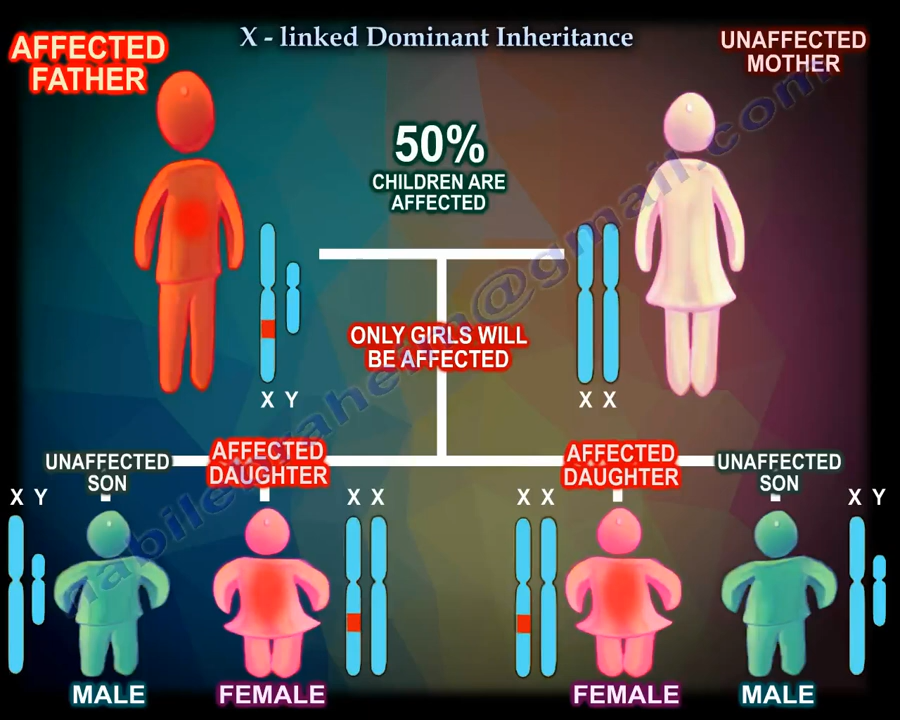 X - linked Dominant Inheritance
AFFECTED
FATHER
UNAFFECTED
MOTHER
50%
CHILDREN ARE
AFFECTED
ONLY GIRLS WILL
BE AFFECTED
X Y
X X
UNAFFECTED
SON
AFFECTED
DAUGHTER
AFFECTED
DAUGHTER
UNAFFECTED
SON
X Y
X X
X X
X Y
MALE
FEMALE
FEMALE
MALE